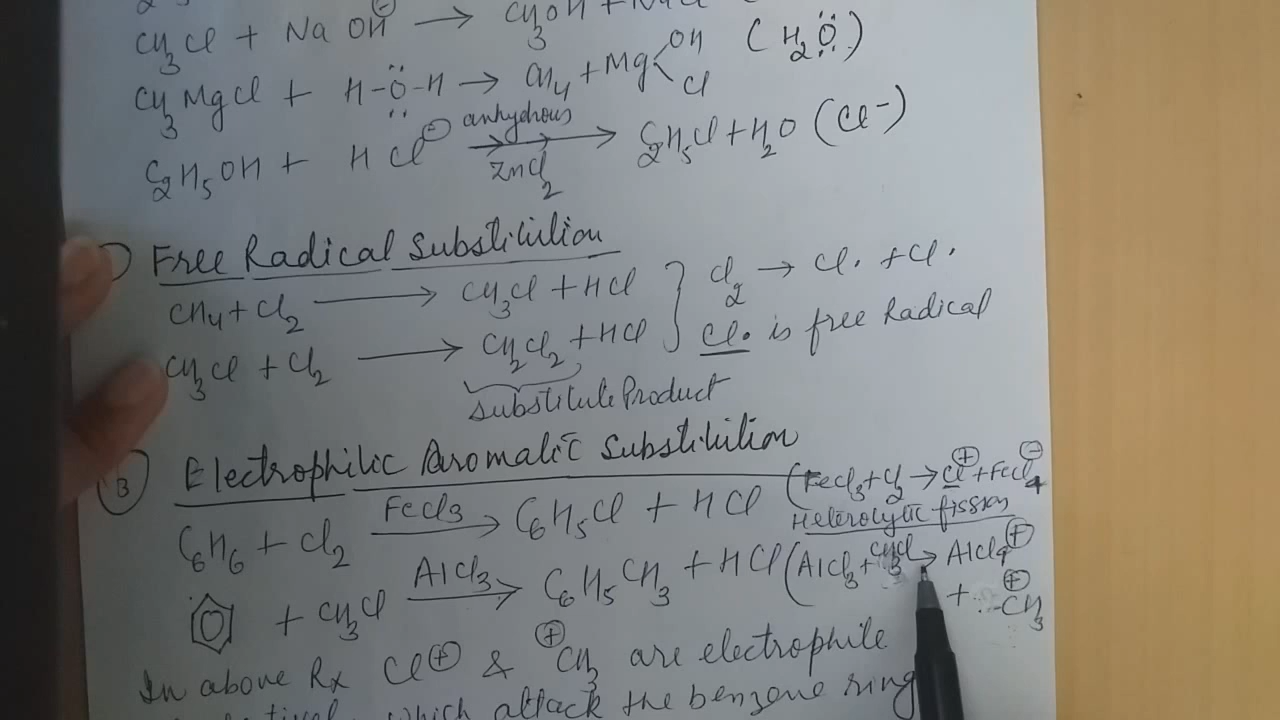 CH₃Cl + NaOH⊖ → CH₃OH + NaCl
CH₃MgCl + H-Ö-H → CH₄ + Mg<OH Cl (H₂Ö)
C₂H₅OH + HCl⊖ anhydrous ZnCl₂ → C₂H₅Cl + H₂O (Cl⁻)
Free Radical Substitution
CH₄ + Cl₂ → CH₃Cl + HCl } Cl₂ → Cl• + Cl•
CH₃Cl + Cl₂ → CH₂Cl₂ + HCl Cl• is free Radical
Substitute Product
③ Electrophilic Aromatic Substitution
C₆H₆ + Cl₂ FeCl₃ → C₆H₅Cl + HCl (FeCl₃ + Cl₂ → Cl⊕ + FeCl₄⊖
Heterolytic fission
+ CH₃Cl AlCl₃ → C₆H₅CH₃ + HCl (AlCl₃ + CH₃Cl → AlCl₄⊕
+ ⊕CH₃
In above Rx Cl⊕ & ⊕CH₃ are electrophile
which attack the benzene ring